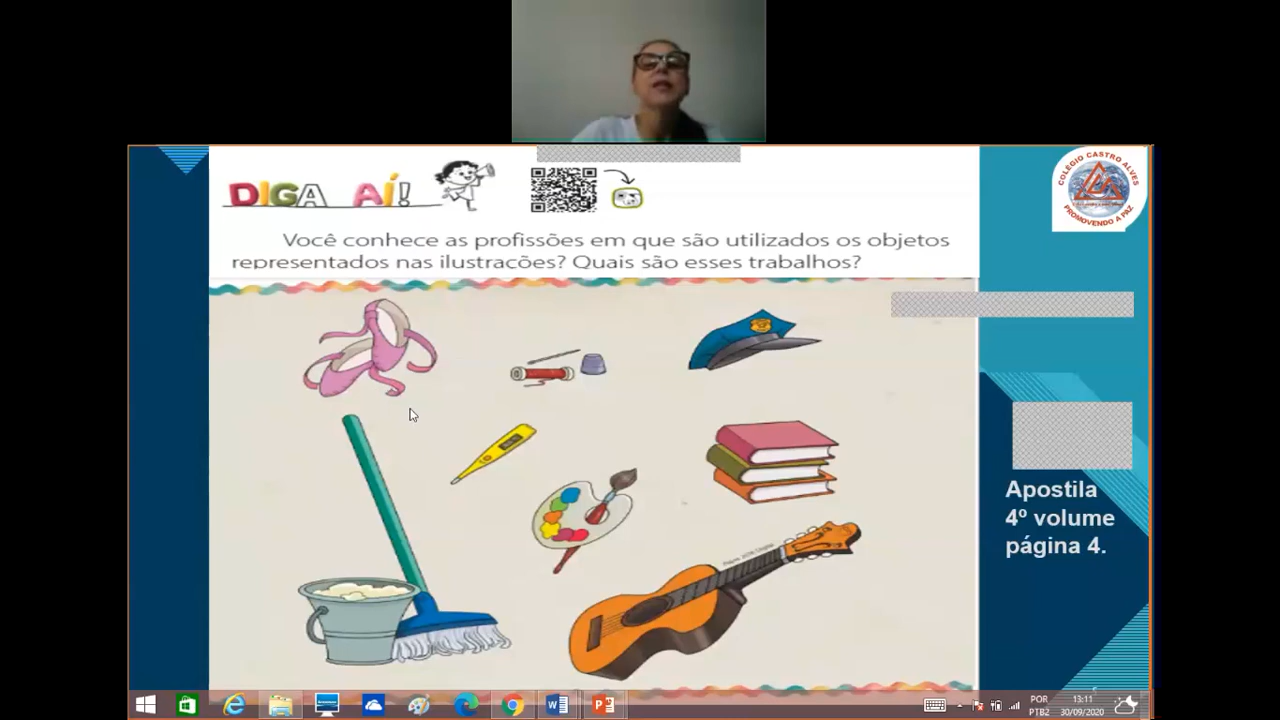 DIGA AÍ!
Você conhece as profissões em que são utilizados os objetos
representados nas ilustrações? Quais são esses trabalhos?
COLÉGIO CASTRO ALVES
PROMOVENDO A PAZ
Apostila
4º volume
página 4.
POR
PTB2
13:11
30/09/2020